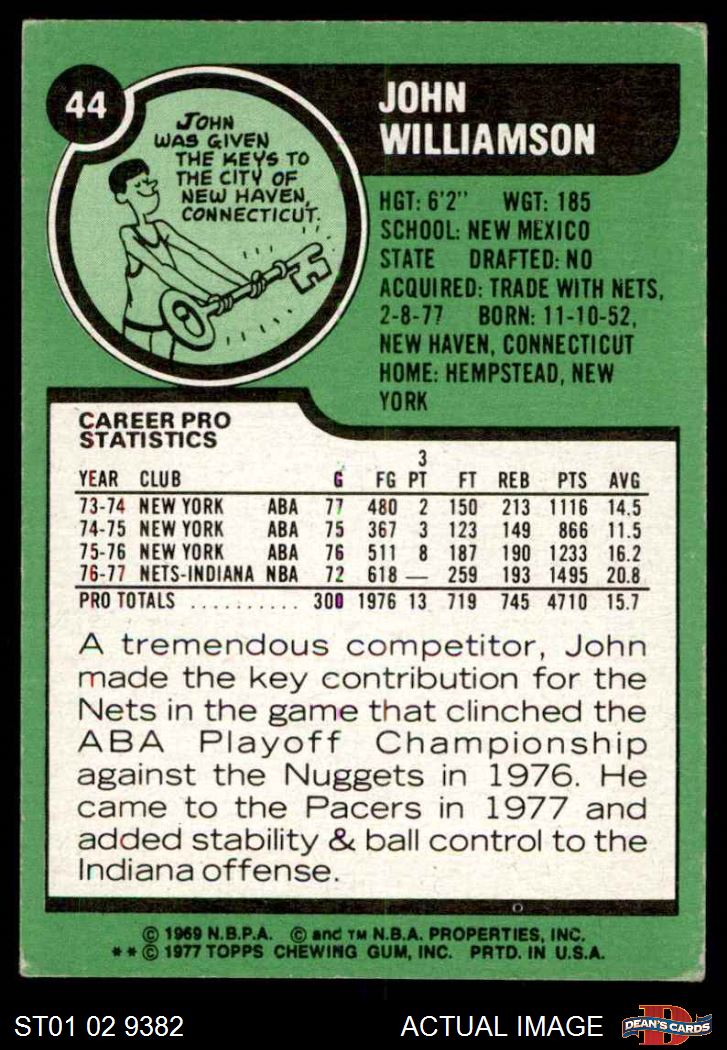 44
JOHN
WAS GIVEN
THE KEYS TO
THE CITY OF
NEW HAVEN,
CONNECTICUT.
JOHN
WILLIAMSON
HGT: 6'2" WGT: 185
SCHOOL: NEW MEXICO
STATE DRAFTED: NO
ACQUIRED: TRADE WITH NETS,
2-8-77 BORN: 11-10-52,
NEW HAVEN, CONNECTICUT
HOME: HEMPSTEAD, NEW
YORK
CAREER PRO
STATISTICS
YEAR CLUB G FG 3 PT FT REB PTS AVG
73-74 NEW YORK ABA 77 480 2 150 213 1116 14.5
74-75 NEW YORK ABA 75 367 3 123 149 866 11.5
75-76 NEW YORK ABA 76 511 8 187 190 1233 16.2
76-77 NETS-INDIANA NBA 72 618 — 259 193 1495 20.8
PRO TOTALS .......... 300 1976 13 719 745 4710 15.7
A tremendous competitor, John
made the key contribution for the
Nets in the game that clinched the
ABA Playoff Championship
against the Nuggets in 1976. He
came to the Pacers in 1977 and
added stability & ball control to the
Indiana offense.
© 1969 N.B.P.A. © and TM N.B.A. PROPERTIES, INC.
**© 1977 TOPPS CHEWING GUM, INC. PRTD. IN U.S.A.
ST01 02 9382 ACTUAL IMAGE
D
DEAN'S CARDS